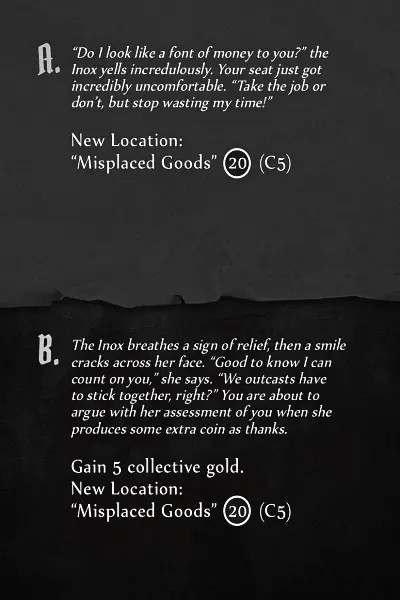 A.
“Do I look like a font of money to you?” the
Inox yells incredulously. Your seat just got
incredibly uncomfortable. “Take the job or
don’t, but stop wasting my time!”
New Location:
“Misplaced Goods” 20 (C5)
B.
The Inox breathes a sign of relief, then a smile
cracks across her face. “Good to know I can
count on you,” she says. “We outcasts have
to stick together, right?” You are about to
argue with her assessment of you when she
produces some extra coin as thanks.
Gain 5 collective gold.
New Location:
“Misplaced Goods” 20 (C5)